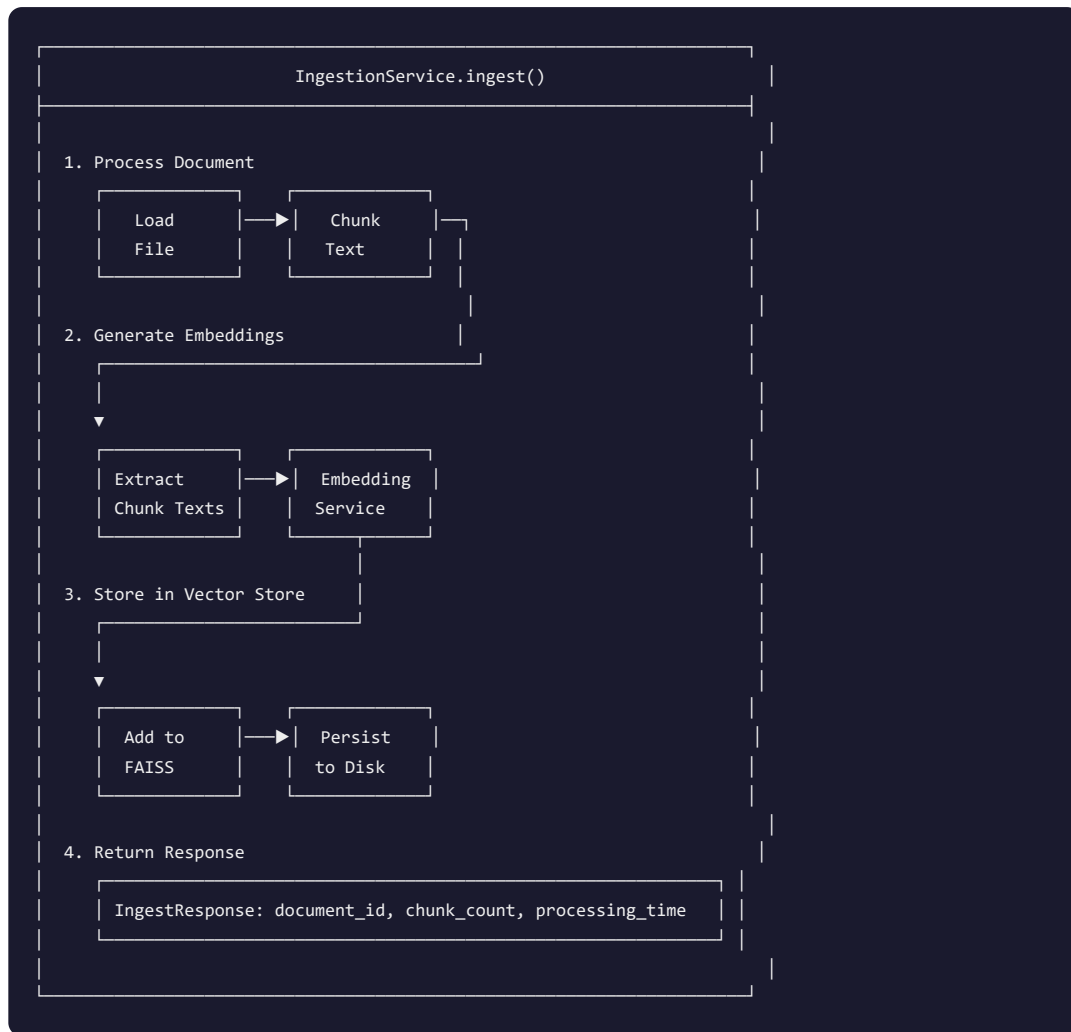 IngestionService.ingest()
1. Process Document
Load Chunk
File Text
2. Generate Embeddings
Extract Embedding
Chunk Texts Service
3. Store in Vector Store
Add to Persist
FAISS to Disk
4. Return Response
IngestResponse: document_id, chunk_count, processing_time